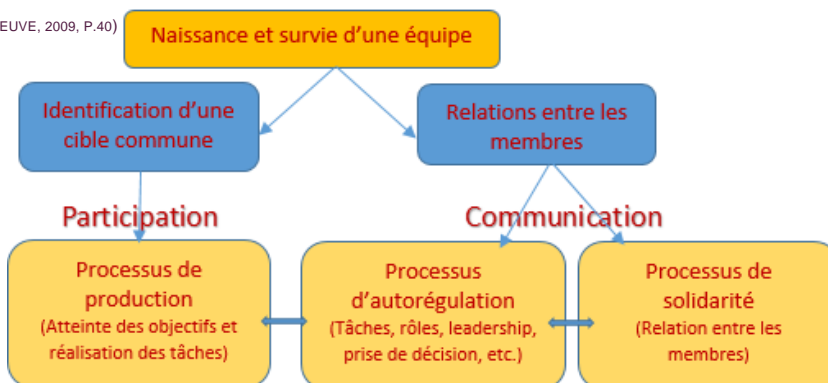 EUVE, 2009, P.40)
Naissance et survie d’une équipe
Identification d’une
cible commune
Relations entre les
membres
Participation
Communication
Processus de
production
(Atteinte des objectifs et
réalisation des tâches)
Processus
d’autorégulation
(Tâches, rôles, leadership,
prise de décision, etc.)
Processus de
solidarité
(Relation entre les
membres)